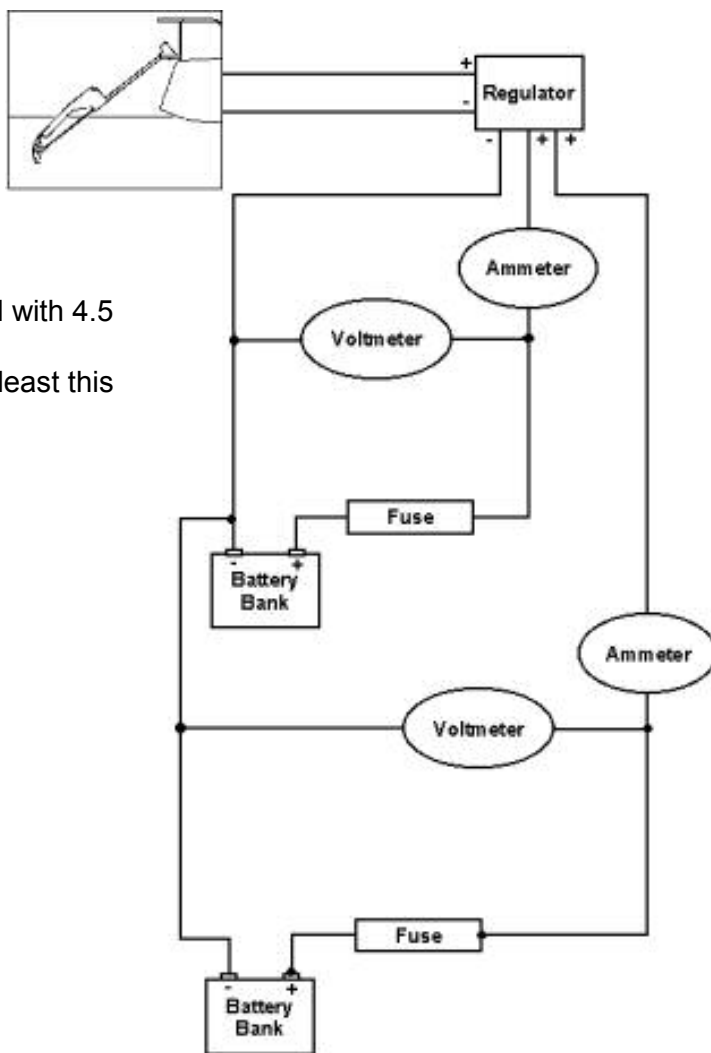 +
-
Regulator
-
+
+
Ammeter
with 4.5
Voltmeter
least this
Fuse
-
+
Battery
Bank
Ammeter
Voltmeter
Fuse
-
+
Battery
Bank